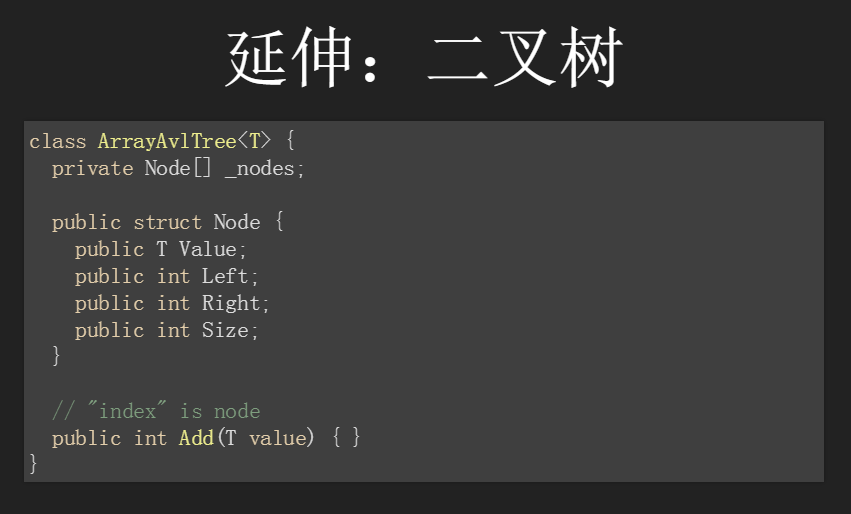 延伸：二叉树
class ArrayAvlTree<T> {
  private Node[] _nodes;
  public struct Node {
    public T Value;
    public int Left;
    public int Right;
    public int Size;
  }
  // "index" is node
  public int Add(T value) { }
}